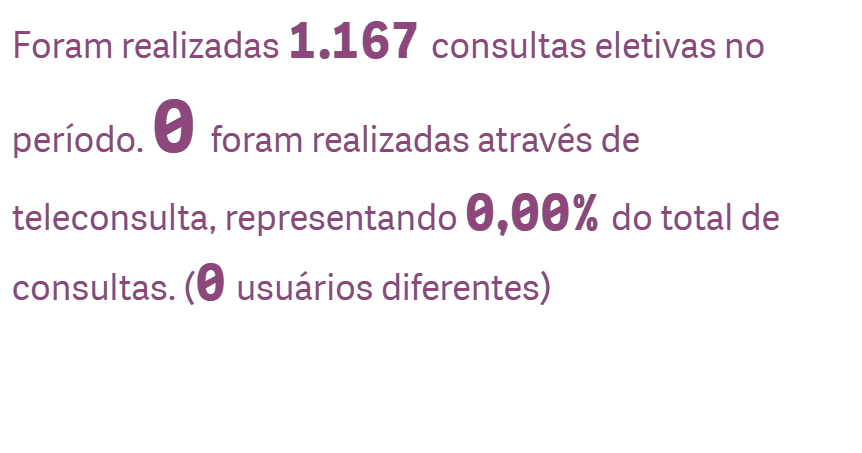 Foram realizadas 1.167 consultas eletivas no
período. 0 foram realizadas através de
teleconsulta, representando 0,00% do total de
consultas. (0 usuários diferentes)